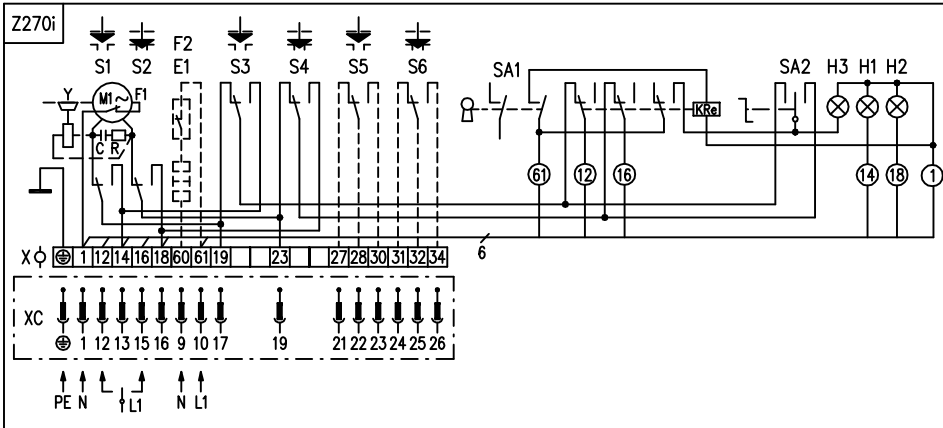 Z270i
F2
S1 S2 E1 S3 S4 S5 S6 SA1 SA2 H3 H1 H2
Y M1~ F1
KRe
C R
61 12 16 14 18 1
X 1 12 14 16 18 60 61 19 23 27 28 30 31 32 34
6
XC
1 12 13 15 16 9 10 17 19 21 22 23 24 25 26
PE N L1 N L1